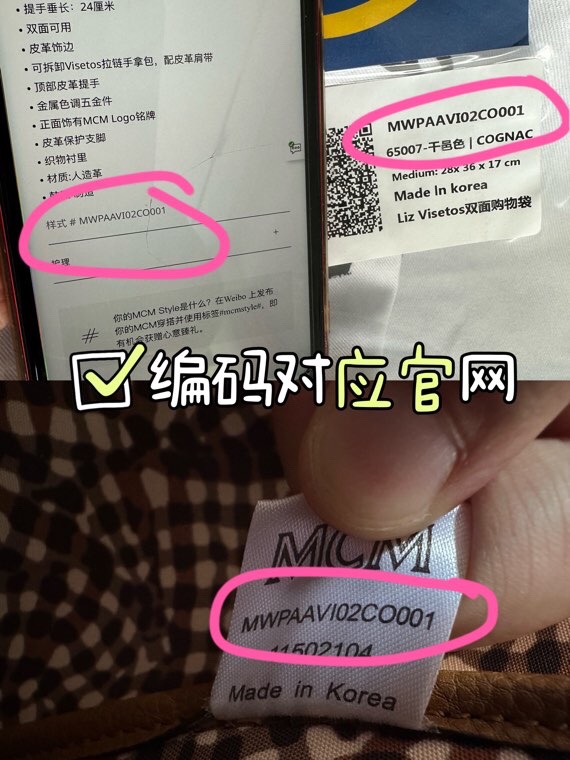 • 提手垂长：24厘米
• 双面可用
• 皮革饰边
• 可拆卸Visetos拉链手拿包，配皮革肩带
• 顶部皮革提手
• 金属色调五金件
• 正面饰有MCM Logo铭牌
• 皮革保护支脚
• 织物衬里
• 材质:人造革
样式 # MWPAAVI02CO001
护理
+
# 你的MCM Style是什么？在Weibo 上发布
你的MCM穿搭并使用标签#mcmstyle#，即
有机会获赠心意臻礼。
MWPAAVI02CO001
65007-干邑色 | COGNAC
Medium: 28x 36 x 17 cm
Made In korea
Liz Visetos双面购物袋
编码对应官网
MCM
MWPAAVI02CO001
11502104
Made in Korea